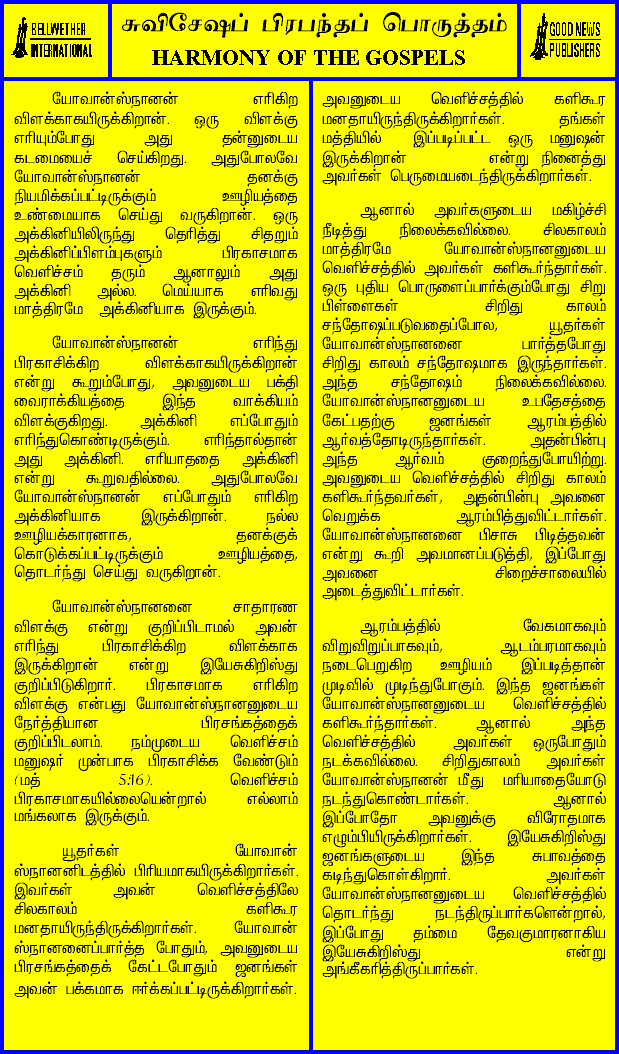 BELLWETHER
INTERNATIONAL
சுவிசேஷப் பிரபந்தப் பொருத்தம்
HARMONY OF THE GOSPELS
GOOD NEWS
PUBLISHERS
யோவான்ஸ்நானன் எரிகிற
விளக்காகயிருக்கிறான். ஒரு விளக்கு
எரியும்போது அது தன்னுடைய
கடமையைச் செய்கிறது. அதுபோலவே
யோவான்ஸ்நானன் தனக்கு
நியமிக்கப்பட்டிருக்கும் ஊழியத்தை
உண்மையாக செய்து வருகிறான். ஒரு
அக்கினியிலிருந்து தெரித்து சிதறும்
அக்கினிப்பிளம்புகளும் பிரகாசமாக
வெளிச்சம் தரும் ஆனாலும் அது
அக்கினி அல்ல. மெய்யாக எரிவது
மாத்திரமே அக்கினியாக இருக்கும்.
யோவான்ஸ்நானன் எரிந்து
பிரகாசிக்கிற விளக்காகயிருக்கிறான்
என்று கூறும்போது, அவனுடைய பக்தி
வைராக்கியத்தை இந்த வாக்கியம்
விளக்குகிறது. அக்கினி எப்போதும்
எரிந்துகொண்டிருக்கும். எரிந்தால்தான்
அது அக்கினி. எரியாததை அக்கினி
என்று கூறுவதில்லை. அதுபோலவே
யோவான்ஸ்நானன் எப்போதும் எரிகிற
அக்கினியாக இருக்கிறான். நல்ல
ஊழியக்காரனாக, தனக்குக்
கொடுக்கப்பட்டிருக்கும் ஊழியத்தை,
தொடர்ந்து செய்து வருகிறான்.
யோவான்ஸ்நானனை சாதாரண
விளக்கு என்று குறிப்பிடாமல் அவன்
எரிந்து பிரகாசிக்கிற விளக்காக
இருக்கிறான் என்று இயேசுகிறிஸ்து
குறிப்பிடுகிறார். பிரகாசமாக எரிகிற
விளக்கு என்பது யோவான்ஸ்நானனுடைய
நேர்த்தியான பிரசங்கத்தைக்
குறிப்பிடலாம். நம்முடைய வெளிச்சம்
மனுஷர் முன்பாக பிரகாசிக்க வேண்டும்
(மத் 5:16). வெளிச்சம்
பிரகாசமாகயில்லையென்றால் எல்லாம்
மங்கலாக இருக்கும்.
யூதர்கள் யோவான்
ஸ்நானனிடத்தில் பிரியமாகயிருக்கிறார்கள்.
இவர்கள் அவன் வெளிச்சத்திலே
சிலகாலம் களிகூர
மனதாயிருந்திருக்கிறார்கள். யோவான்
ஸ்நானனைப்பார்த்த போதும், அவனுடைய
பிரசங்கத்தைக் கேட்டபோதும் ஜனங்கள்
அவன் பக்கமாக ஈர்க்கப்பட்டிருக்கிறார்கள்.
அவனுடைய வெளிச்சத்தில் களிகூர
மனதாயிருந்திருக்கிறார்கள். தங்கள்
மத்தியில் இப்படிப்பட்ட ஒரு மனுஷன்
இருக்கிறான் என்று நினைத்து
அவர்கள் பெருமையடைந்திருக்கிறார்கள்.
ஆனால் அவர்களுடைய மகிழ்ச்சி
நீடித்து நிலைக்கவில்லை. சிலகாலம்
மாத்திரமே யோவான்ஸ்நானனுடைய
வெளிச்சத்தில் அவர்கள் களிகூர்ந்தார்கள்.
ஒரு புதிய பொருளைப்பார்க்கும்போது சிறு
பிள்ளைகள் சிறிது காலம்
சந்தோஷப்படுவதைப்போல, யூதர்கள்
யோவான்ஸ்நானனை பார்த்தபோது
சிறிது காலம் சந்தோஷமாக இருந்தார்கள்.
அந்த சந்தோஷம் நிலைக்கவில்லை.
யோவான்ஸ்நானனுடைய உபதேசத்தை
கேட்பதற்கு ஜனங்கள் ஆரம்பத்தில்
ஆர்வத்தோடிருந்தார்கள். அதன்பின்பு
அந்த ஆர்வம் குறைந்துபோயிற்று.
அவனுடைய வெளிச்சத்தில் சிறிது காலம்
களிகூர்ந்தவர்கள், அதன்பின்பு அவனை
வெறுக்க ஆரம்பித்துவிட்டார்கள்.
யோவான்ஸ்நானனை பிசாசு பிடித்தவன்
என்று கூறி அவமானப்படுத்தி, இப்போது
அவனை சிறைச்சாலையில்
அடைத்துவிட்டார்கள்.
ஆரம்பத்தில் வேகமாகவும்
விறுவிறுப்பாகவும், ஆடம்பரமாகவும்
நடைபெறுகிற ஊழியம் இப்படித்தான்
முடிவில் முடிந்துபோகும். இந்த ஜனங்கள்
யோவான்ஸ்நானனுடைய வெளிச்சத்தில்
களிகூர்ந்தார்கள். ஆனால் அந்த
வெளிச்சத்தில் அவர்கள் ஒருபோதும்
நடக்கவில்லை. சிறிதுகாலம் அவர்கள்
யோவான்ஸ்நானன் மீது மரியாதையோடு
நடந்துகொண்டார்கள். ஆனால்
இப்போதோ அவனுக்கு விரோதமாக
எழும்பியிருக்கிறார்கள். இயேசுகிறிஸ்து
ஜனங்களுடைய இந்த சுபாவத்தை
கடிந்துகொள்கிறார். அவர்கள்
யோவான்ஸ்நானனுடைய வெளிச்சத்தில்
தொடர்ந்து நடந்திருப்பார்களென்றால்,
இப்போது தம்மை தேவகுமாரனாகிய
இயேசுகிறிஸ்து என்று
அங்கீகரித்திருப்பார்கள்.